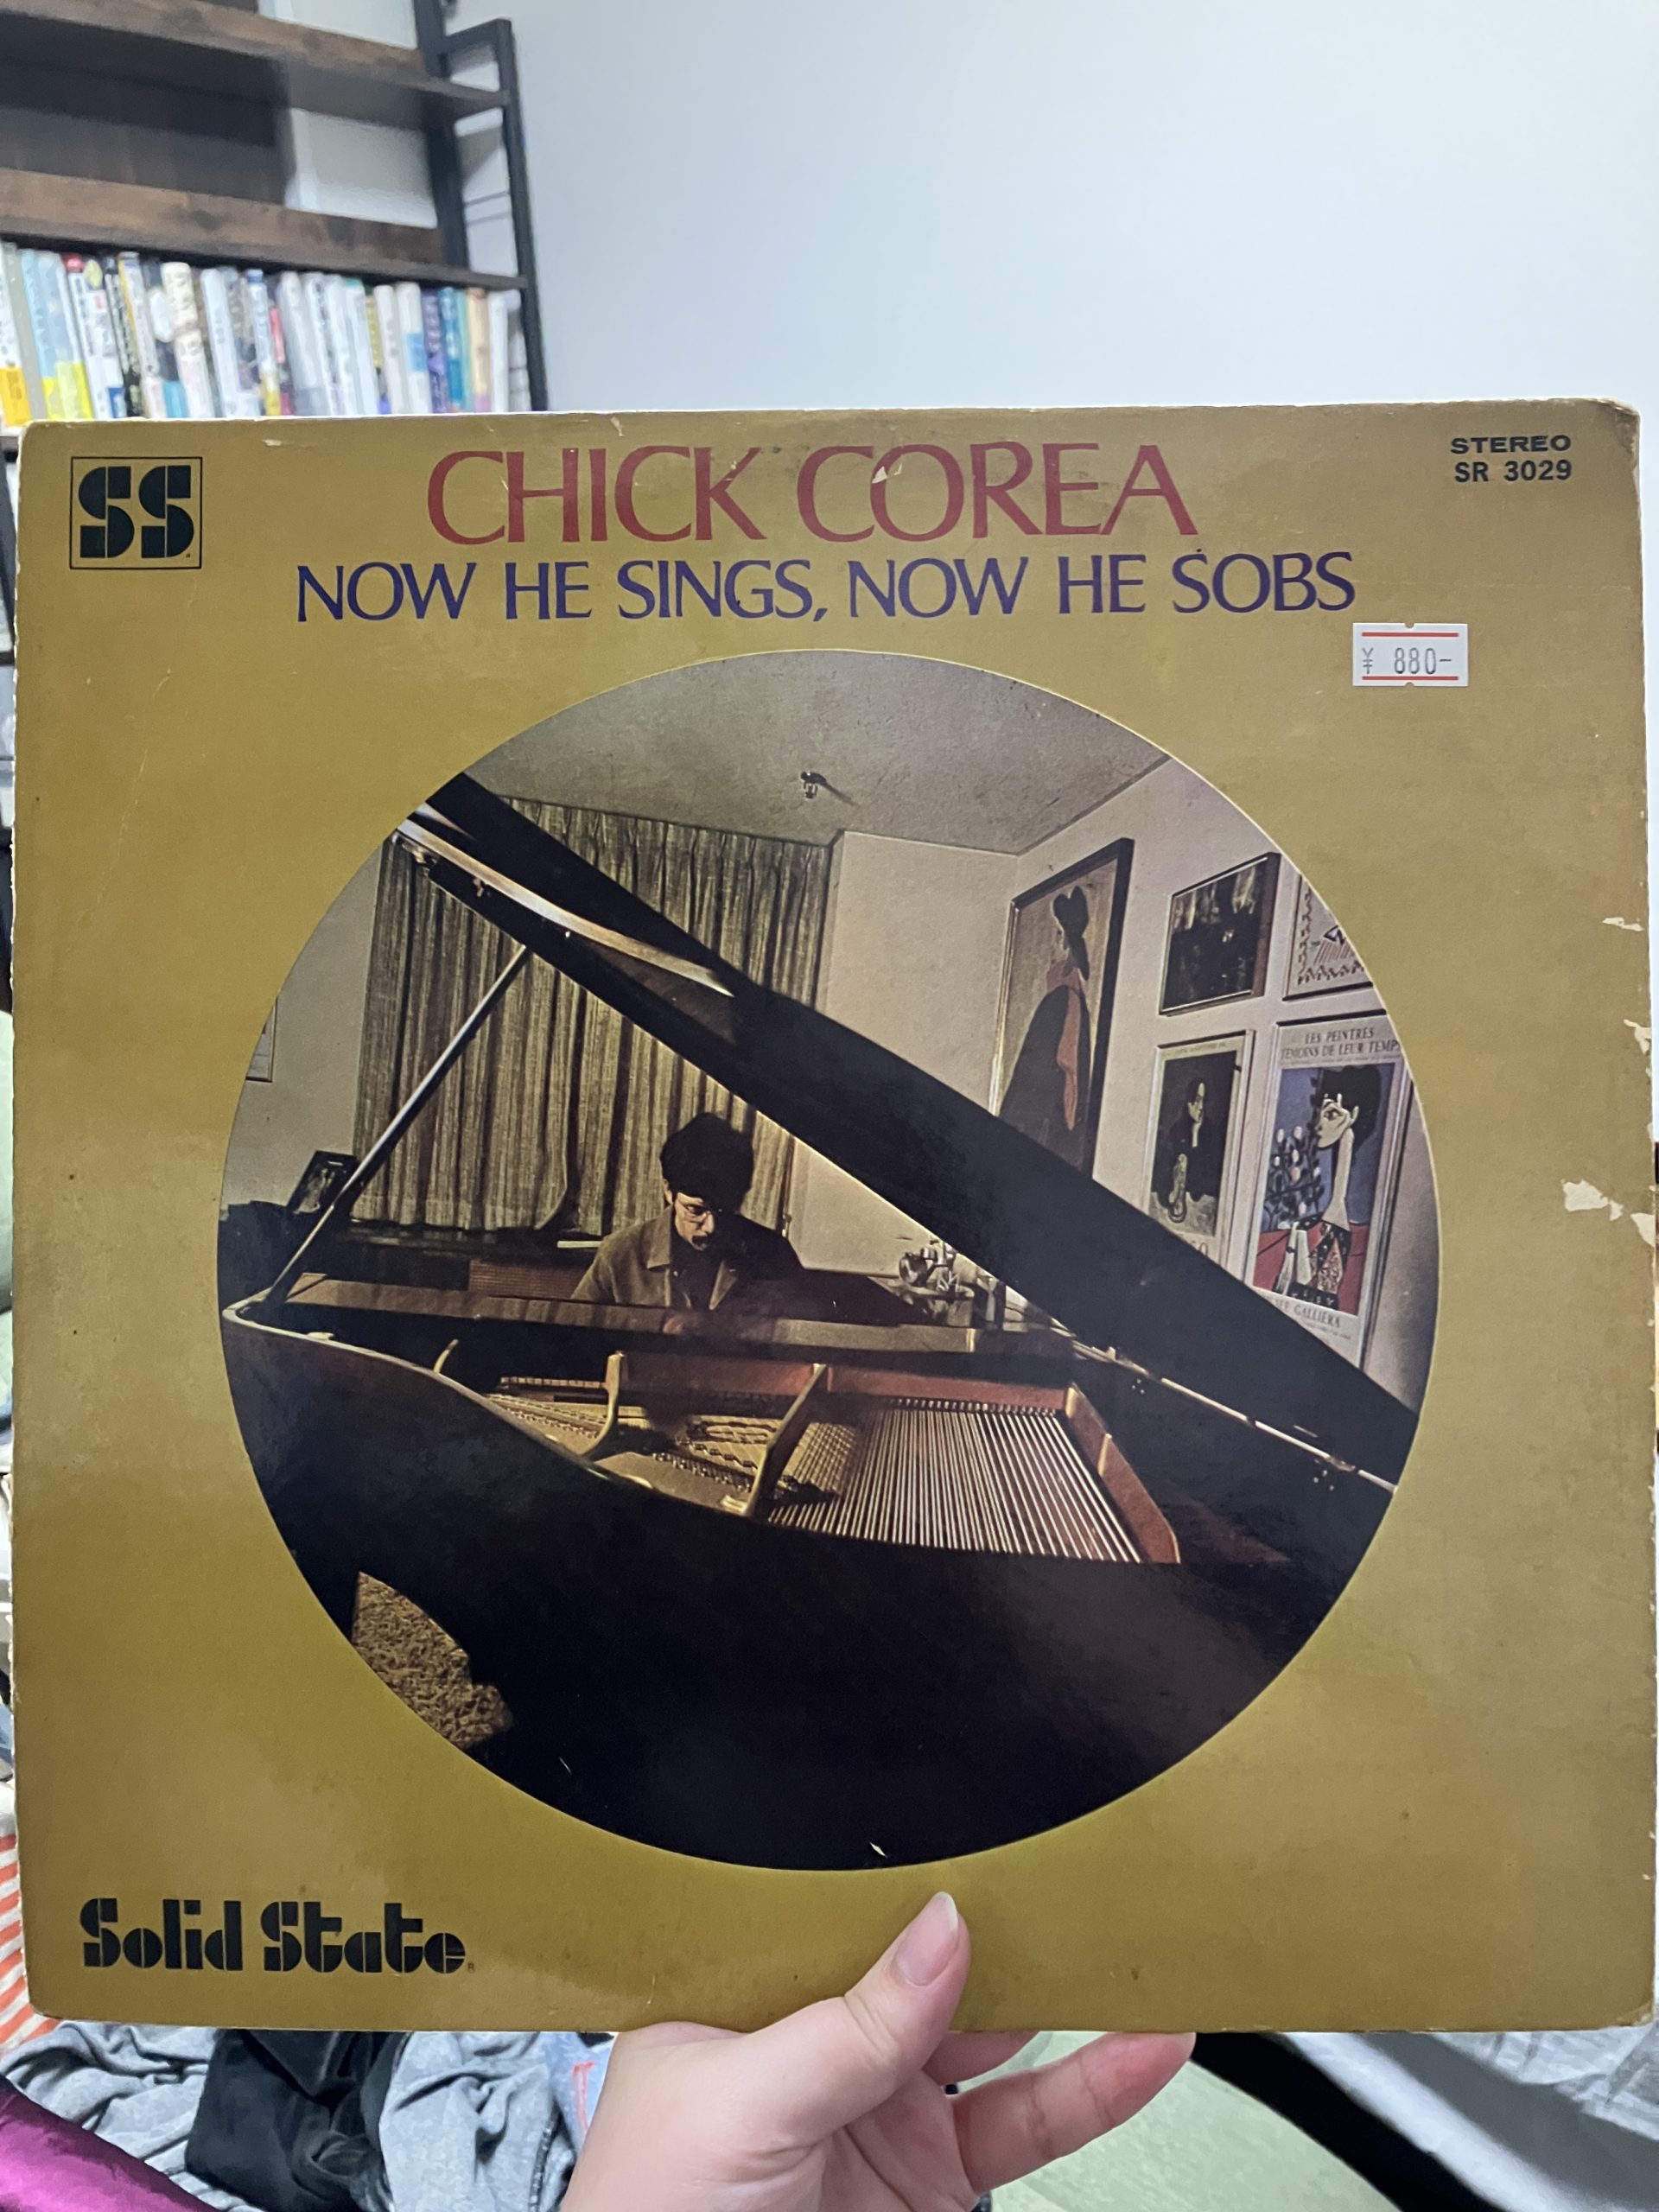 SS
CHICK COREA
STEREO
SR 3029
NOW HE SINGS, NOW HE SOBS
¥ 880-
LES PEINTRES
TEMOINS DE LEUR TEMPS
GALLIERA
Solid State